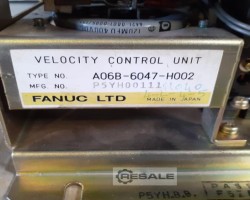 VELOCITY CONTROL UNIT
TYPE NO. A06B-6047-H002
MFG. NO. P5YH00111
FANUC LTD MADE IN JAPAN
RESALE